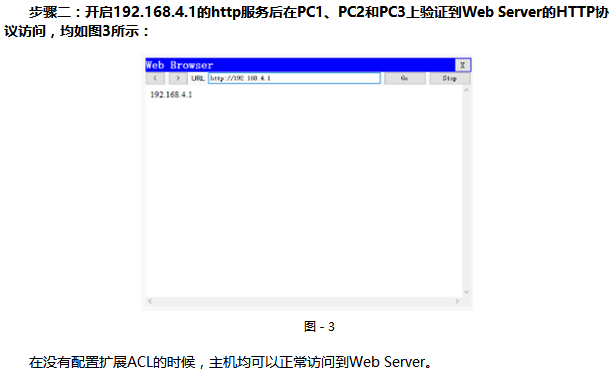 步骤二：开启192.168.4.1的http服务后在PC1、PC2和PC3上验证到Web Server的HTTP协
议访问，均如图3所示：
Web Browser X
< > URL http://192.168.4.1 Go Stop
192.168.4.1
图 - 3
在没有配置扩展ACL的时候，主机均可以正常访问到Web Server。